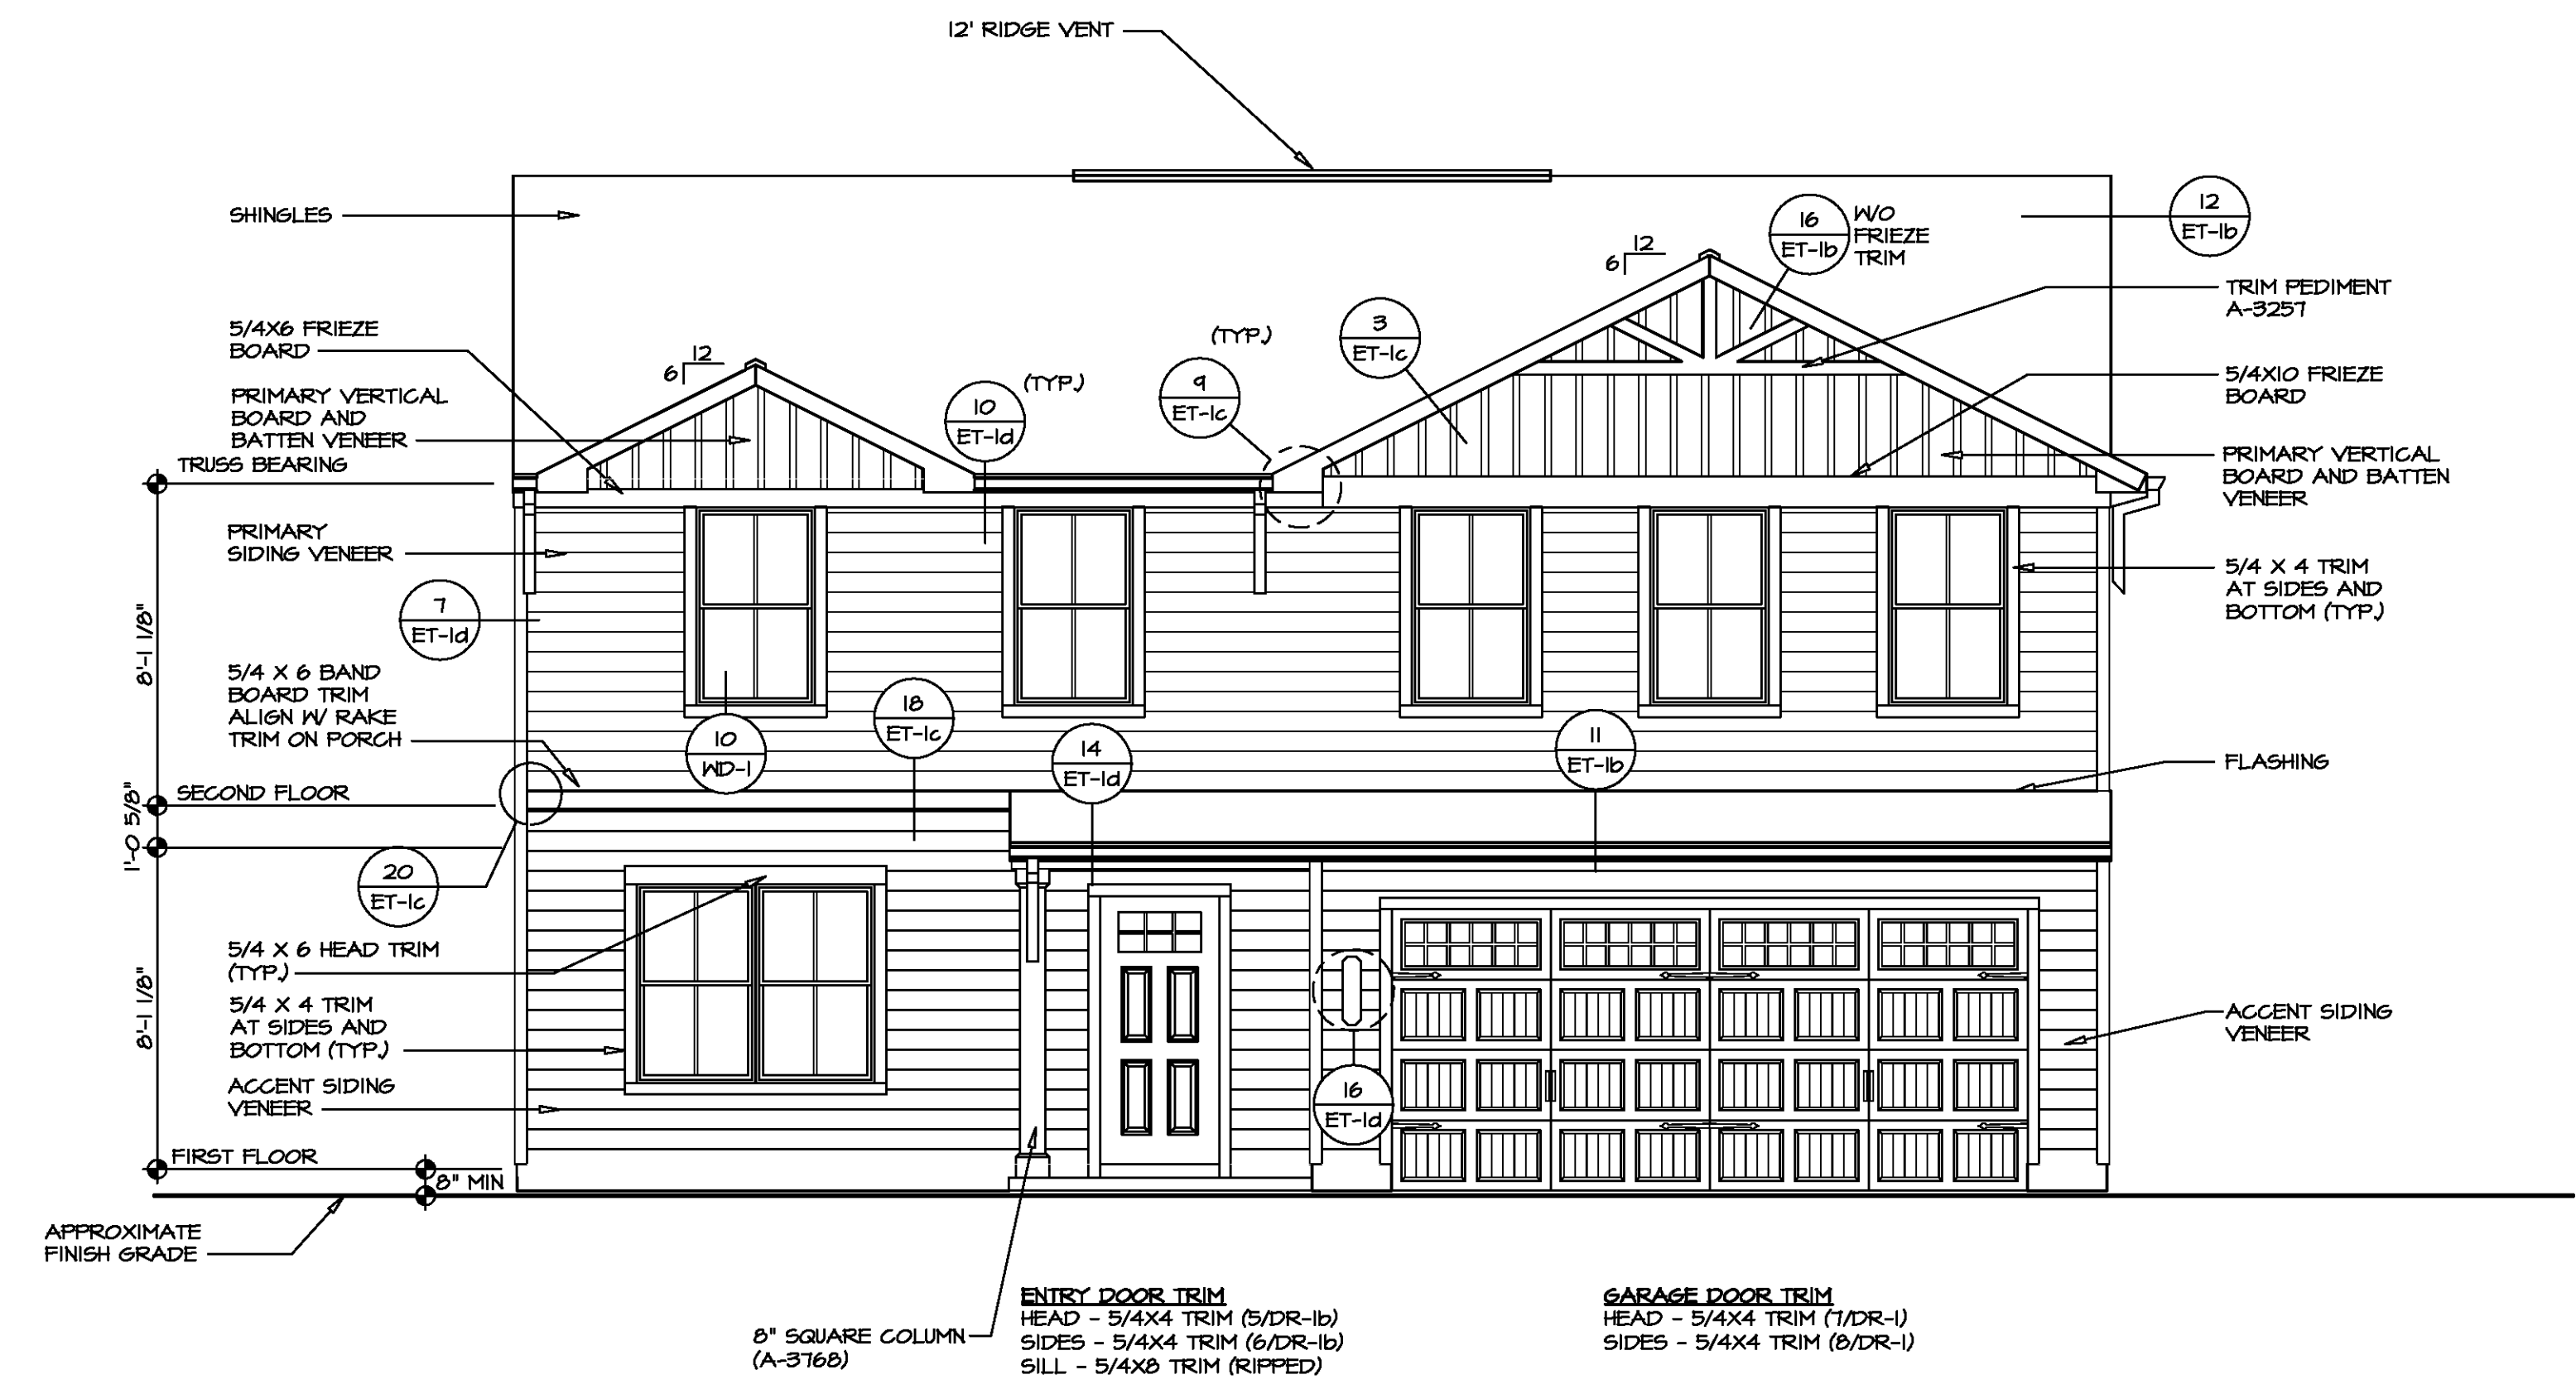 12' RIDGE VENT
SHINGLES
12
ET-1b
16
ET-1b
W/O
FRIEZE
TRIM
12
6
TRIM PEDIMENT
A-3257
5/4X6 FRIEZE
BOARD
12
6
(TYP.)
9
ET-1c
3
ET-1c
(TYP.)
10
ET-1d
5/4X10 FRIEZE
BOARD
PRIMARY VERTICAL
BOARD AND
BATTEN VENEER
TRUSS BEARING
PRIMARY VERTICAL
BOARD AND BATTEN
VENEER
PRIMARY
SIDING VENEER
5/4 X 4 TRIM
AT SIDES AND
BOTTOM (TYP.)
7
ET-1d
8'-1 1/8"
5/4 X 6 BAND
BOARD TRIM
ALIGN W/ RAKE
TRIM ON PORCH
10
WD-1
18
ET-1c
14
ET-1d
11
ET-1b
FLASHING
SECOND FLOOR
1'-0 5/8"
20
ET-1c
5/4 X 6 HEAD TRIM
(TYP.)
5/4 X 4 TRIM
AT SIDES AND
BOTTOM (TYP.)
8'-1 1/8"
ACCENT SIDING
VENEER
ACCENT SIDING
VENEER
16
ET-1d
FIRST FLOOR
8" MIN
APPROXIMATE
FINISH GRADE
8" SQUARE COLUMN
(A-3768)
ENTRY DOOR TRIM
HEAD - 5/4X4 TRIM (5/DR-1b)
SIDES - 5/4X4 TRIM (6/DR-1b)
SILL - 5/4X8 TRIM (RIPPED)
GARAGE DOOR TRIM
HEAD - 5/4X4 TRIM (7/DR-1)
SIDES - 5/4X4 TRIM (8/DR-1)